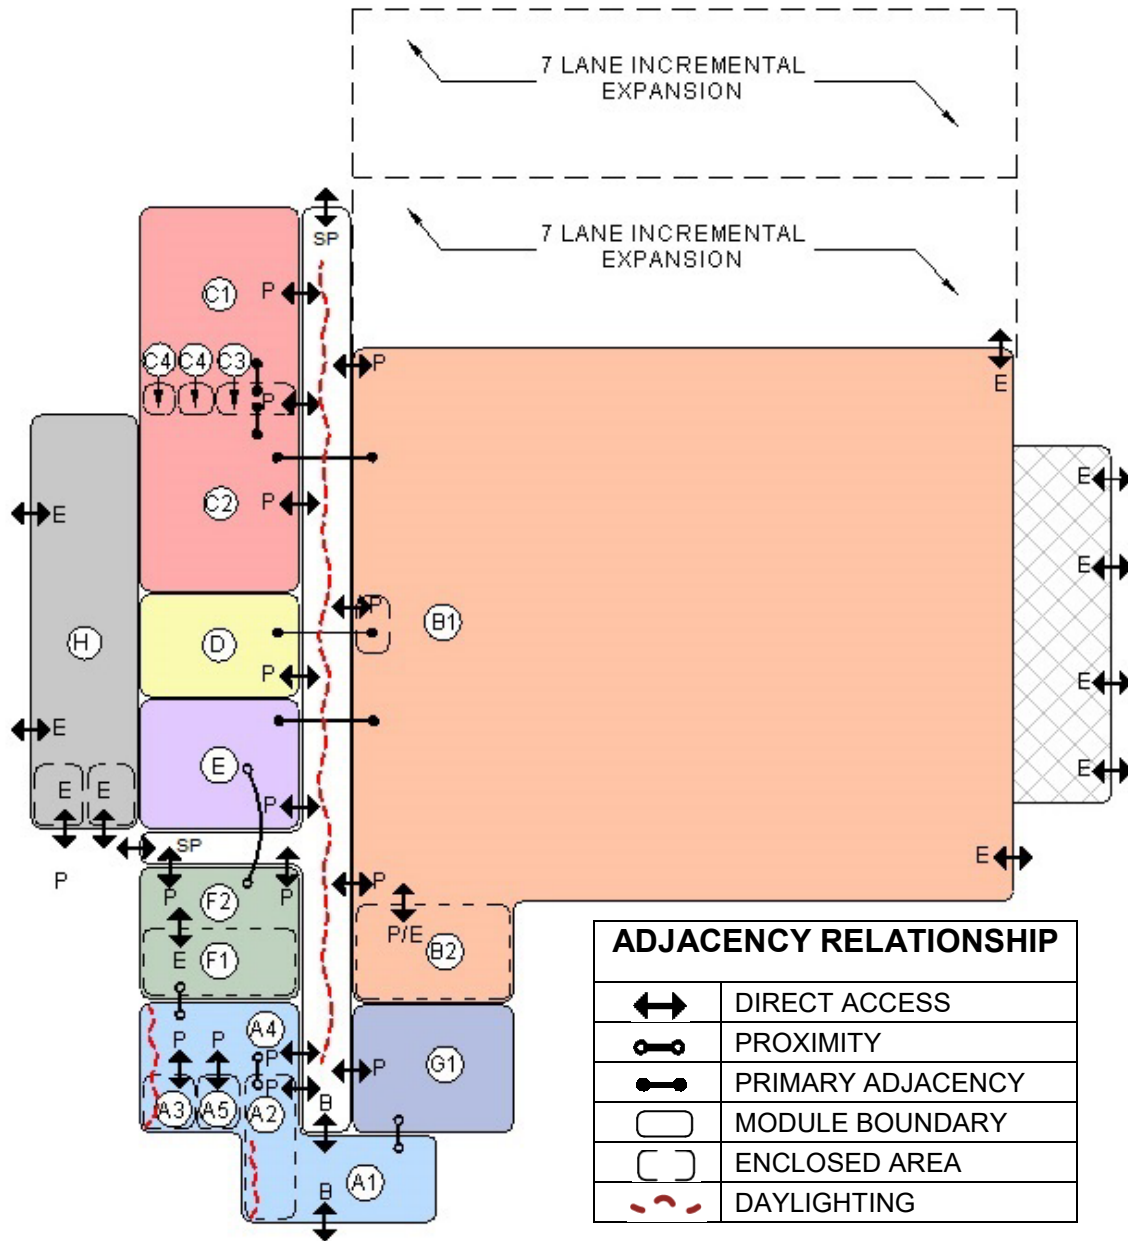 7 LANE INCREMENTAL
EXPANSION
7 LANE INCREMENTAL
EXPANSION
SP
C1
P
C4
C4
C3
P
P
E
C2
P
E
E
E
H
D
P
B1
P
E
E
E
P
E
E
E
E
P
SP
P
E
P
F2
P
P
P/E
B2
E
F1
A4
P
P
P
P
G1
P
A3
A5
A2
B
B
A1
ADJACENCY RELATIONSHIP
DIRECT ACCESS
PROXIMITY
PRIMARY ADJACENCY
MODULE BOUNDARY
ENCLOSED AREA
DAYLIGHTING